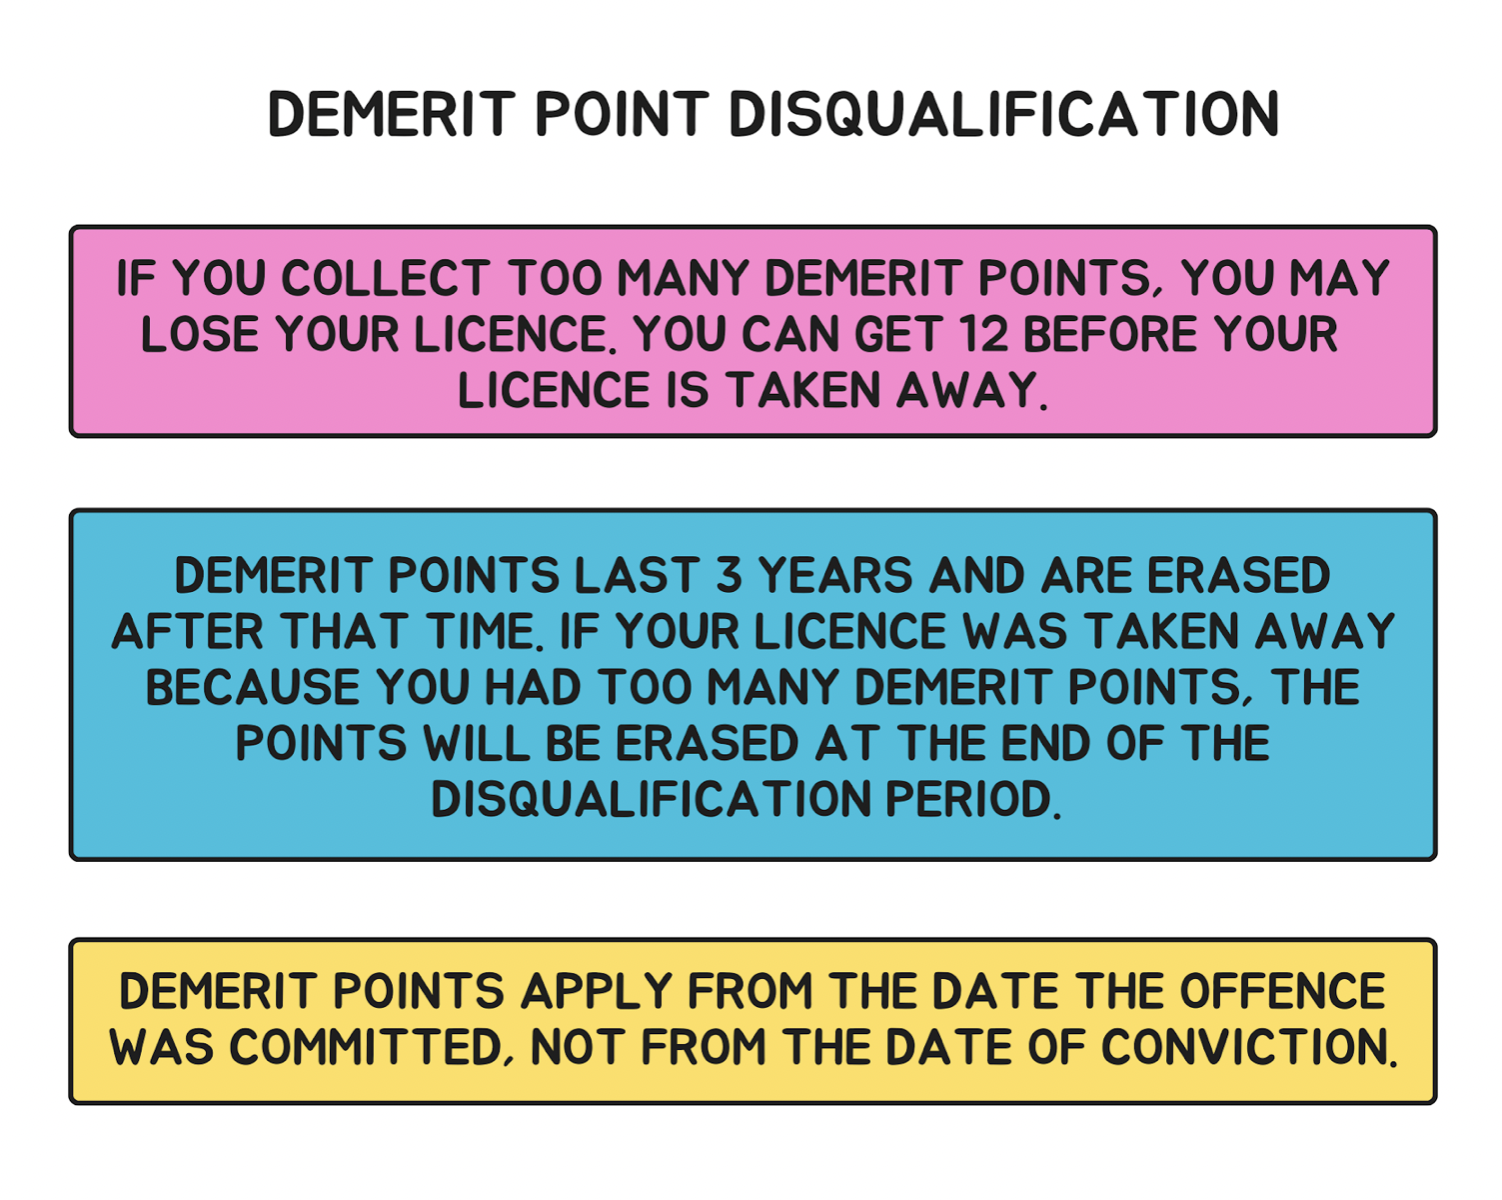 DEMERIT POINT DISQUALIFICATION
IF YOU COLLECT TOO MANY DEMERIT POINTS, YOU MAY
LOSE YOUR LICENCE. YOU CAN GET 12 BEFORE YOUR
LICENCE IS TAKEN AWAY.
DEMERIT POINTS LAST 3 YEARS AND ARE ERASED
AFTER THAT TIME. IF YOUR LICENCE WAS TAKEN AWAY
BECAUSE YOU HAD TOO MANY DEMERIT POINTS, THE
POINTS WILL BE ERASED AT THE END OF THE
DISQUALIFICATION PERIOD.
DEMERIT POINTS APPLY FROM THE DATE THE OFFENCE
WAS COMMITTED, NOT FROM THE DATE OF CONVICTION.